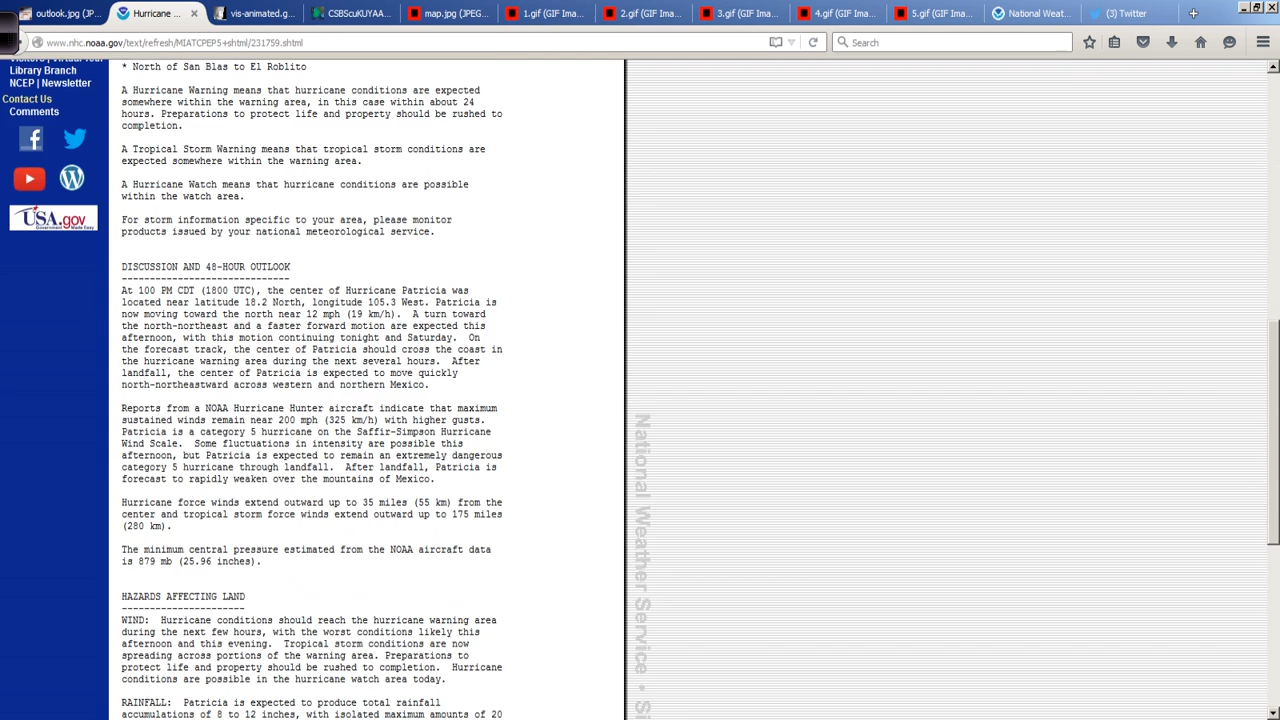 outlook.jpg (JP...
Hurricane ...
vis-animated.g...
CSBScuKUYAA...
map.jpg (JPEG...
1.gif (GIF Ima...
2.gif (GIF Ima...
3.gif (GIF Ima...
4.gif (GIF Ima...
5.gif (GIF Ima...
National Weat...
(3) Twitter
www.nhc.noaa.gov/text/refresh/MIATCPEP5+shtml/231759.shtml
Search
Visitors | Virtual Tour
Library Branch
NCEP | Newsletter
Contact Us
Comments
USA.gov
Government Made Easy
* North of San Blas to El Roblito
A Hurricane Warning means that hurricane conditions are expected
somewhere within the warning area, in this case within about 24
hours. Preparations to protect life and property should be rushed to
completion.
A Tropical Storm Warning means that tropical storm conditions are
expected somewhere within the warning area.
A Hurricane Watch means that hurricane conditions are possible
within the watch area.
For storm information specific to your area, please monitor
products issued by your national meteorological service.
DISCUSSION AND 48-HOUR OUTLOOK
------------------------------
At 100 PM CDT (1800 UTC), the center of Hurricane Patricia was
located near latitude 18.2 North, longitude 105.3 West. Patricia is
now moving toward the north near 12 mph (19 km/h). A turn toward
the north-northeast and a faster forward motion are expected this
afternoon, with this motion continuing tonight and Saturday. On
the forecast track, the center of Patricia should cross the coast in
the hurricane warning area during the next several hours. After
landfall, the center of Patricia is expected to move quickly
north-northeastward across western and northern Mexico.
Reports from a NOAA Hurricane Hunter aircraft indicate that maximum
sustained winds remain near 200 mph (325 km/h) with higher gusts.
Patricia is a category 5 hurricane on the Saffir-Simpson Hurricane
Wind Scale. Some fluctuations in intensity are possible this
afternoon, but Patricia is expected to remain an extremely dangerous
category 5 hurricane through landfall. After landfall, Patricia is
forecast to rapidly weaken over the mountains of Mexico.
Hurricane force winds extend outward up to 35 miles (55 km) from the
center and tropical storm force winds extend outward up to 175 miles
(280 km).
The minimum central pressure estimated from the NOAA aircraft data
is 879 mb (25.96 inches).
HAZARDS AFFECTING LAND
----------------------
WIND: Hurricane conditions should reach the hurricane warning area
during the next few hours, with the worst conditions likely this
afternoon and this evening. Tropical storm conditions are now
spreading across portions of the warning area. Preparations to
protect life and property should be rushed to completion. Hurricane
conditions are possible in the hurricane watch area today.
RAINFALL: Patricia is expected to produce total rainfall
accumulations of 8 to 12 inches, with isolated maximum amounts of 20
National Weather Service • Si